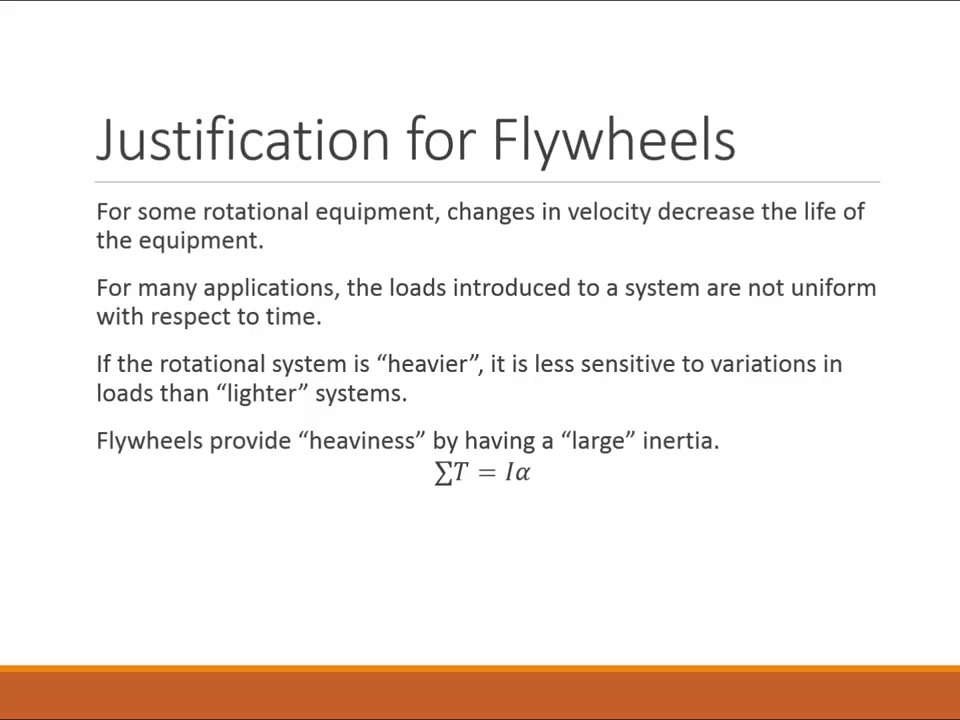 Justification for Flywheels
For some rotational equipment, changes in velocity decrease the life of
the equipment.
For many applications, the loads introduced to a system are not uniform
with respect to time.
If the rotational system is “heavier”, it is less sensitive to variations in
loads than “lighter” systems.
Flywheels provide “heaviness” by having a “large” inertia.
∑T = Iα